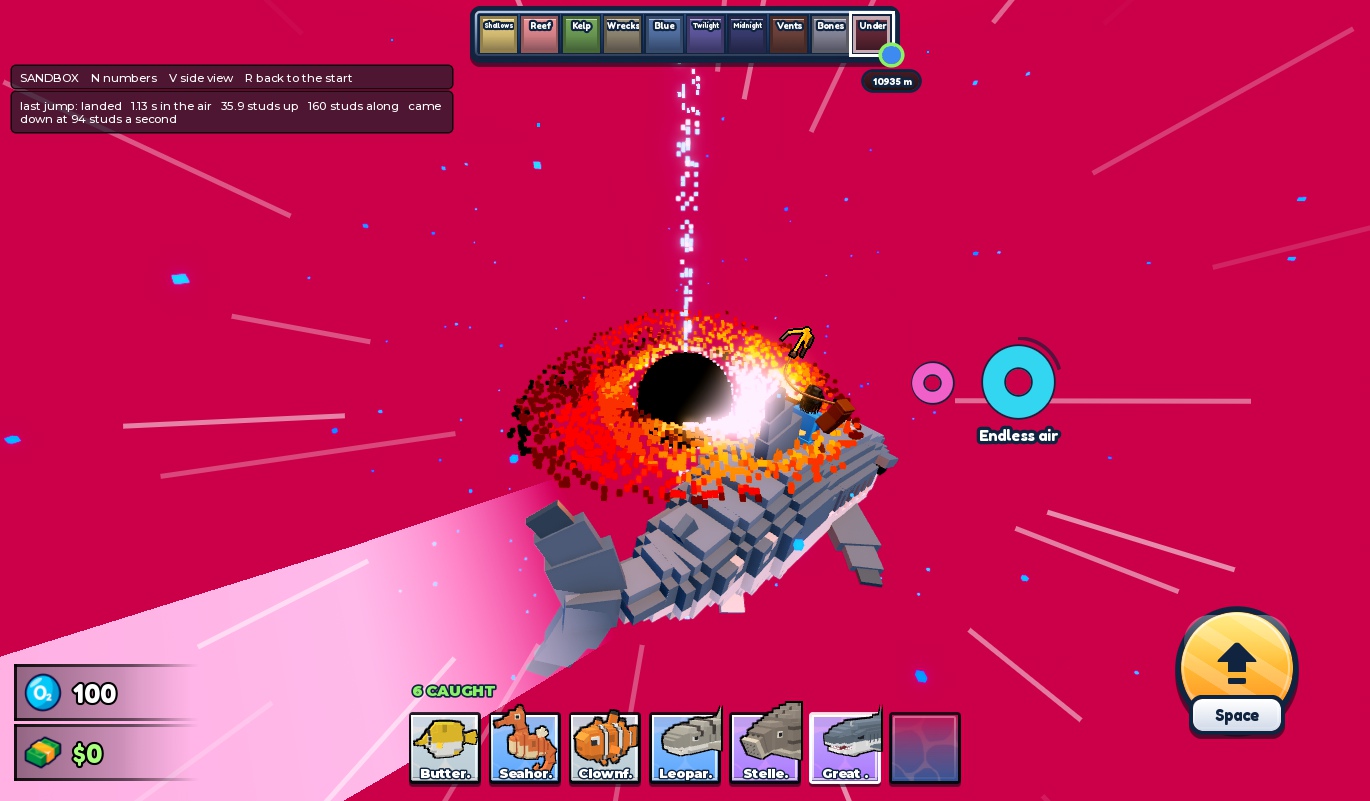 Shallows Reef Kelp Wrecks Blue Twilight Midnight Vents Bones Under
10935 m
SANDBOX N numbers V side view R back to the start
last jump: landed 1.13 s in the air 35.9 studs up 160 studs along came
down at 94 studs a second
Endless air
O2 100
$0
6 CAUGHT
Butter. Seahor. Clownf. Leopar. Stelle. Great .
Space